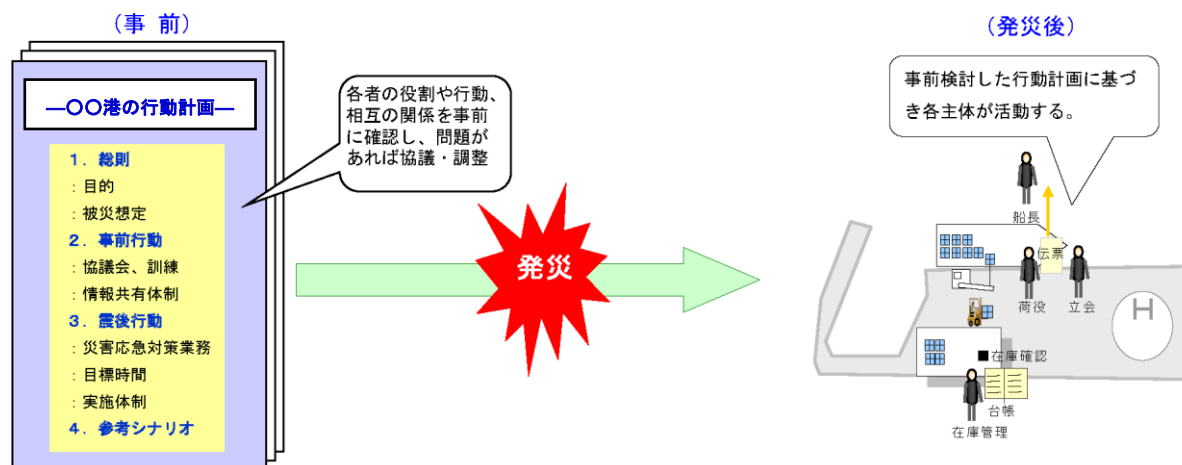 （事 前）
―〇〇港の行動計画―
１．総則
：目的
：被災想定
２．事前行動
：協議会、訓練
：情報共有体制
３．震後行動
：災害応急対策業務
：目標時間
：実施体制
４．参考シナリオ
各者の役割や行動、
相互の関係を事前
に確認し、問題が
あれば協議・調整
発災
（発災後）
事前検討した行動計画に基づ
き各主体が活動する。
船長
伝票
荷役
立会
H
■在庫確認
台帳
在庫管理